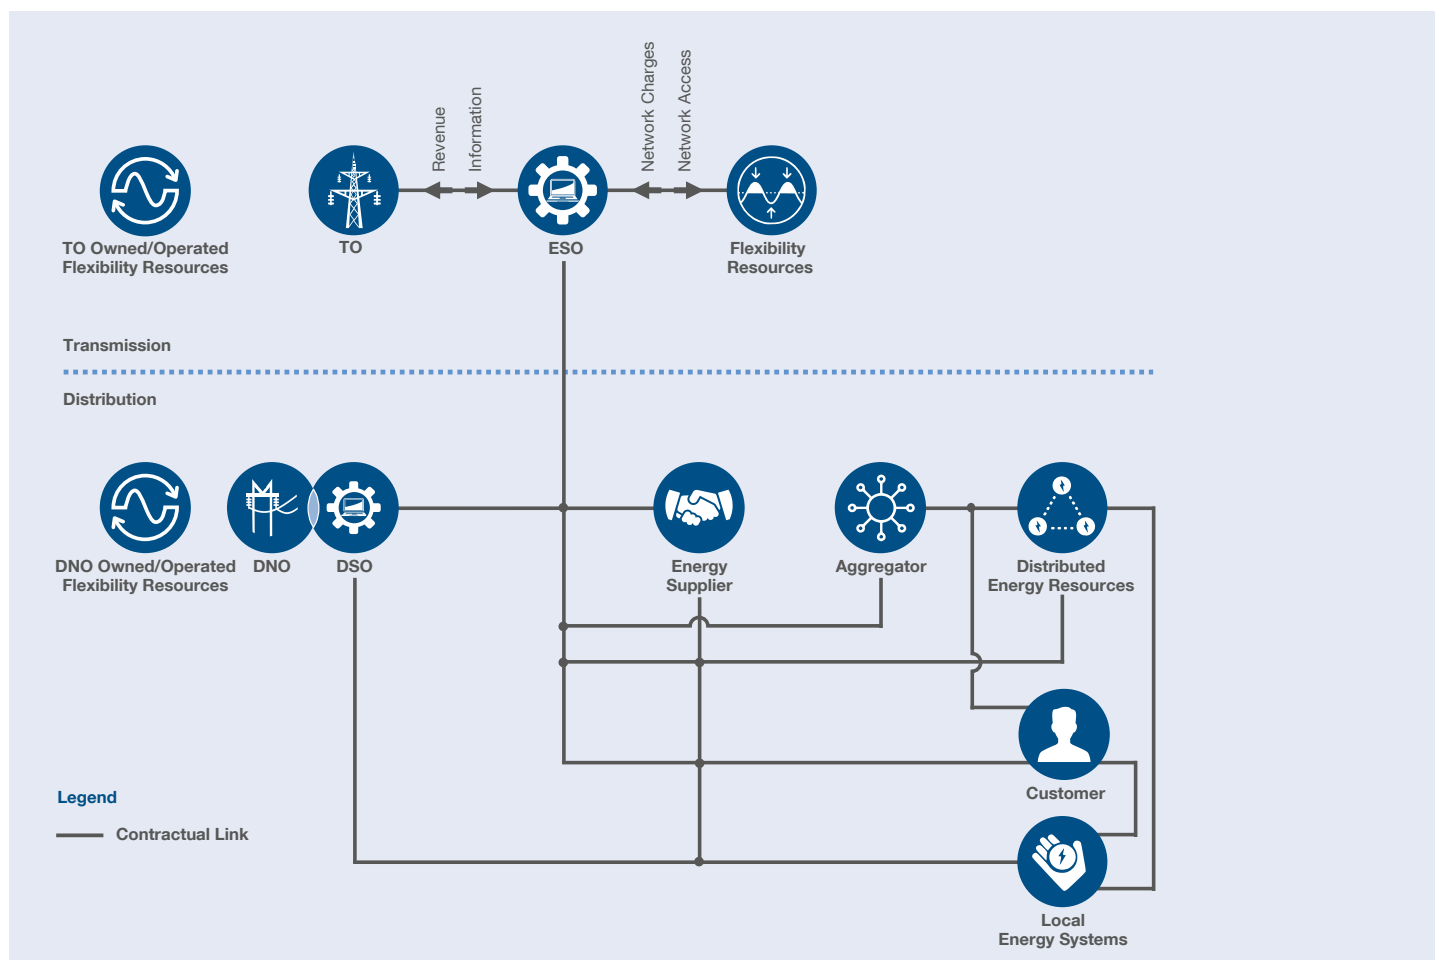 Revenue
Information
Network Charges
Network Access
TO Owned/Operated
Flexibility Resources
TO
ESO
Flexibility
Resources
Transmission
Distribution
DNO Owned/Operated
Flexibility Resources
DNO
DSO
Energy
Supplier
Aggregator
Distributed
Energy Resources
Customer
Legend
Contractual Link
Local
Energy Systems